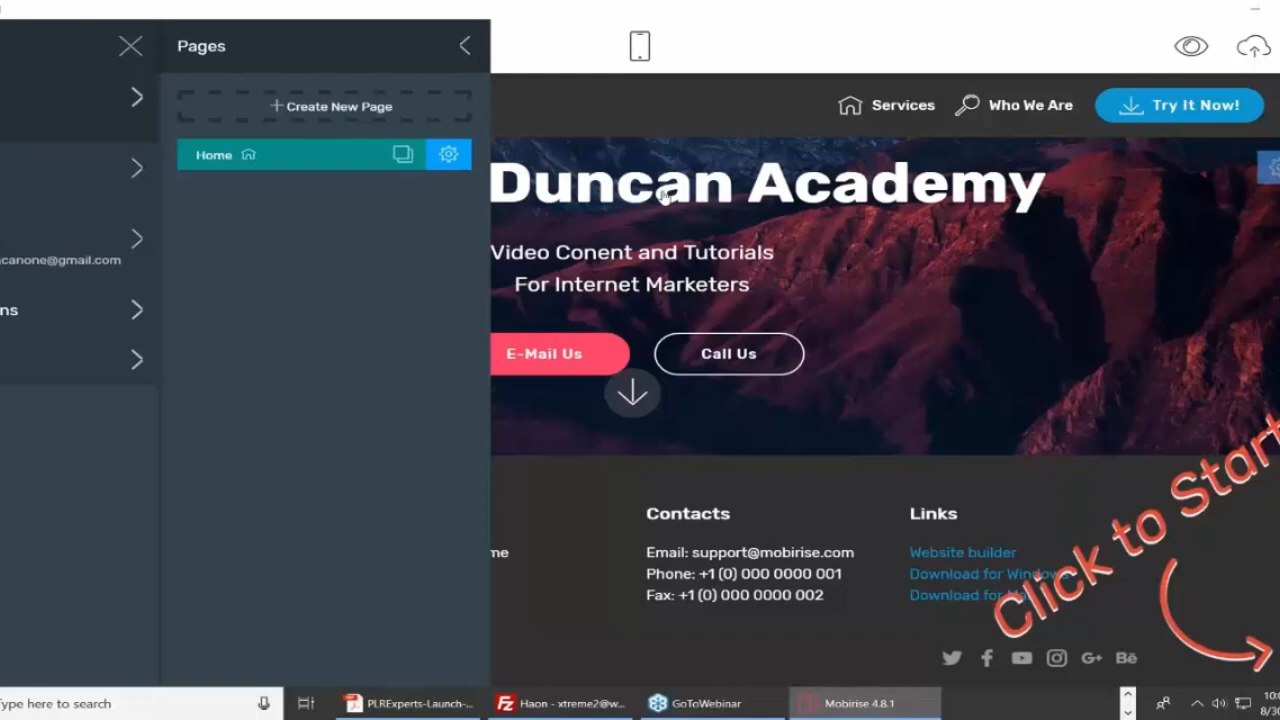 Pages
Create New Page
Home
canone@gmail.com
ns
Services
Who We Are
Try It Now!
Duncan Academy
Video Conent and Tutorials
For Internet Marketers
E-Mail Us
Call Us
me
Contacts
Email: support@mobirise.com
Phone: +1 (0) 000 0000 001
Fax: +1 (0) 000 0000 002
Links
Website builder
Download for Windows
Download for
Click to Start
G+
Bē
Type here to search
PLRExperts-Launch-...
Fz
Haon - xtreme2@w...
GoToWebinar
Mobirise 4.8.1